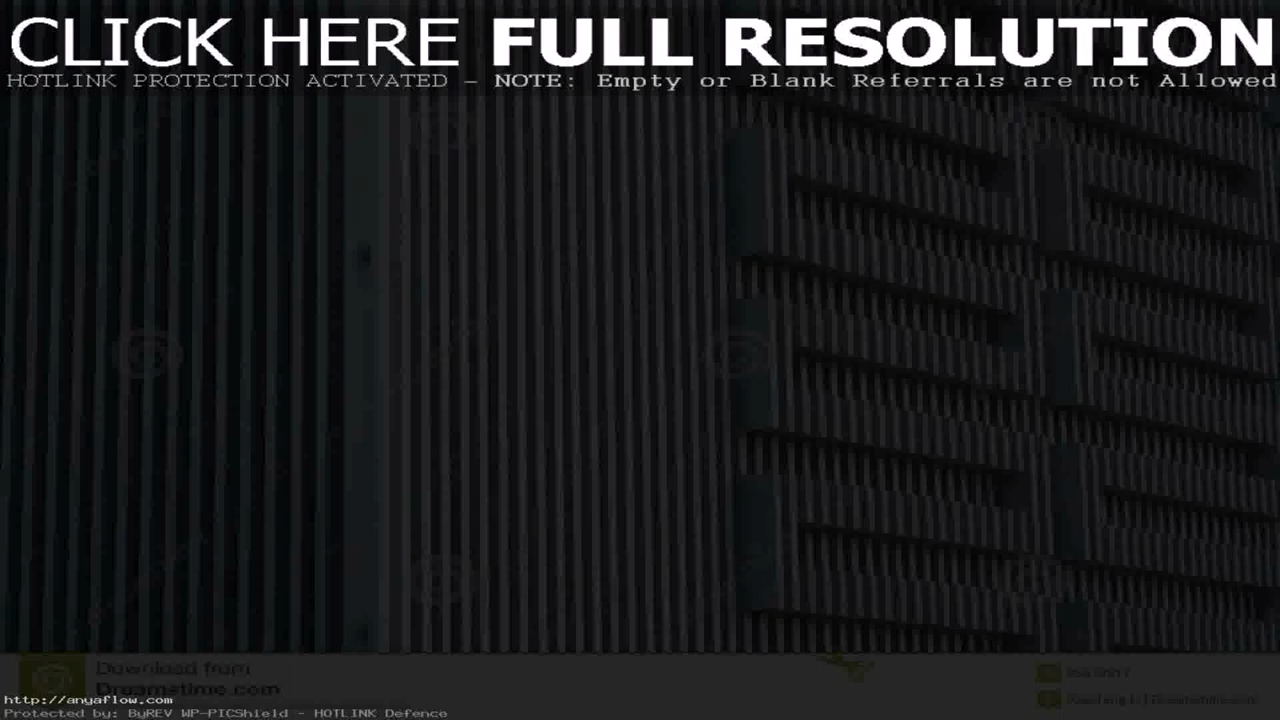 CLICK HERE FULL RESOLUTION
HOTLINK PROTECTION ACTIVATED - NOTE: Empty or Blank Referrals are not Allowed
Download from
Dreamstime.com
http://anyaflow.com
Protected by: ByREV WP-PICShield - HOTLINK Defence